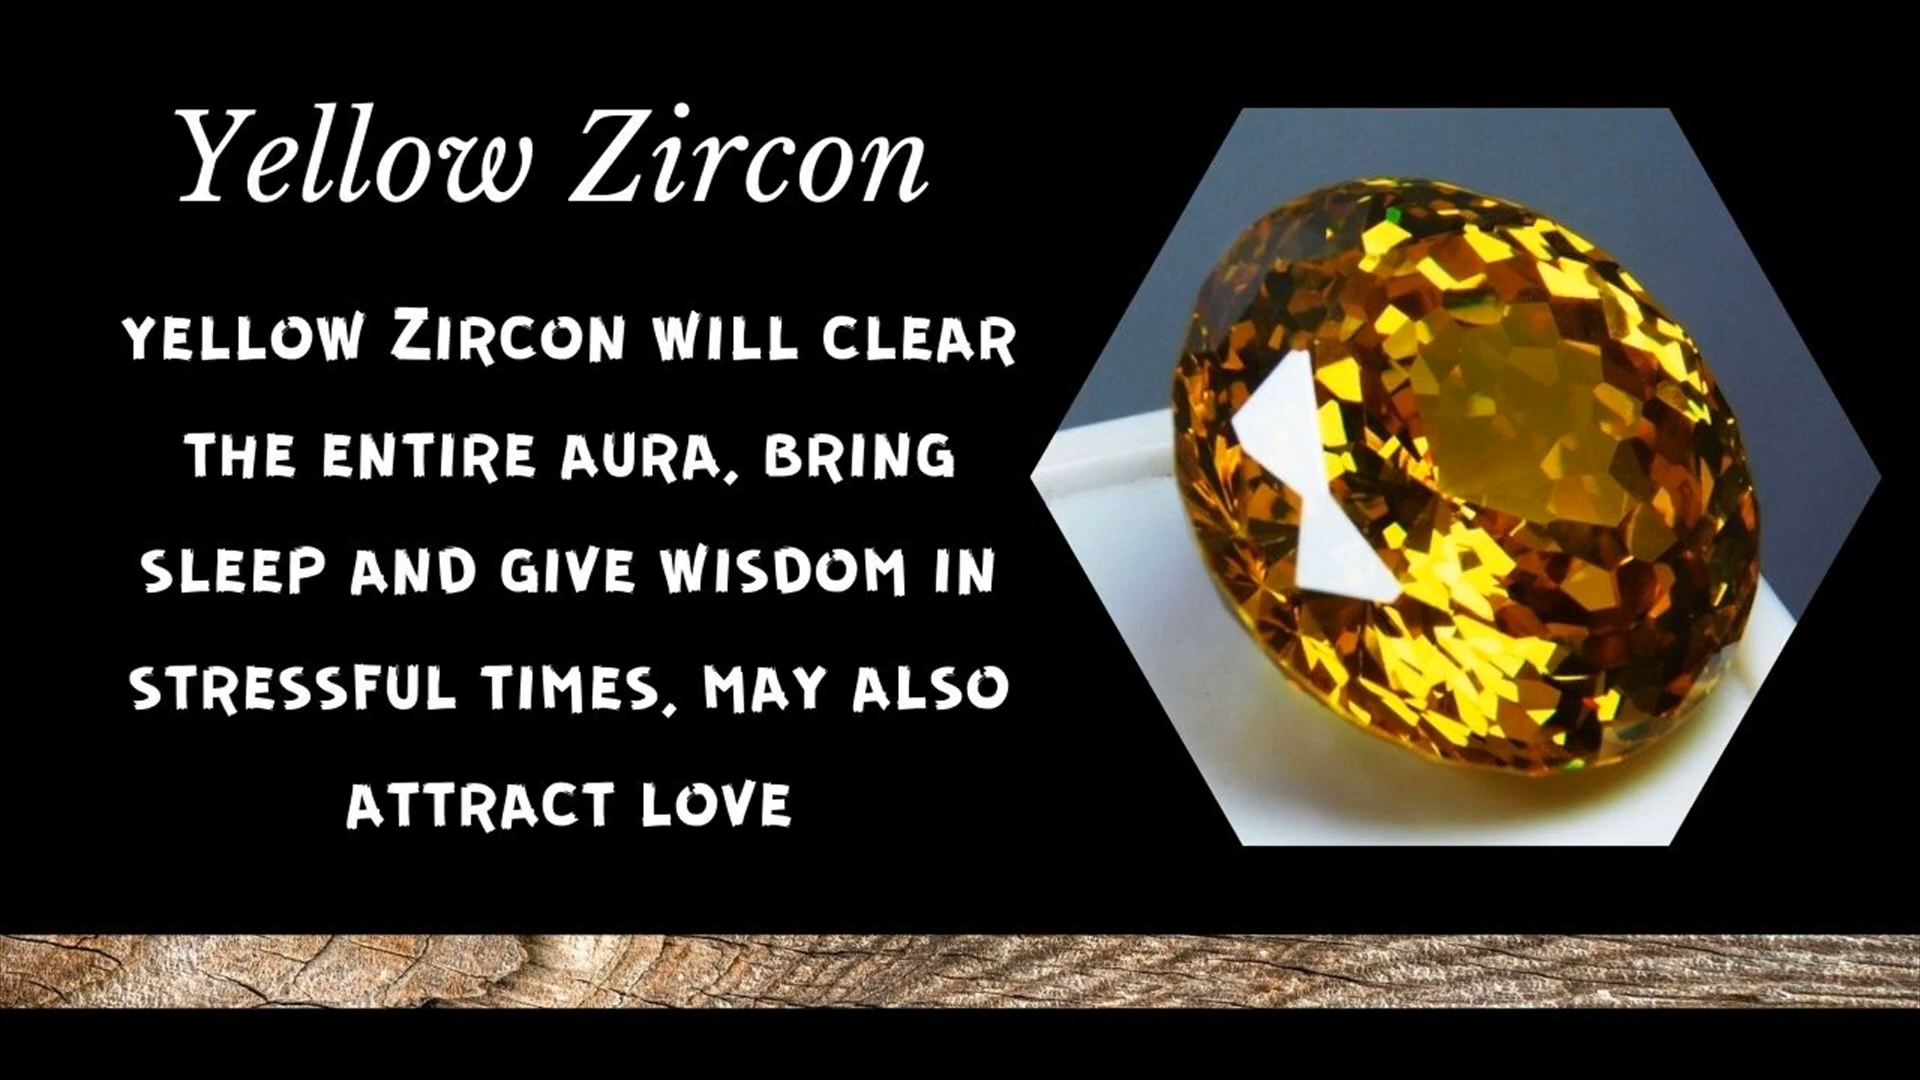 Yellow Zircon
YELLOW ZIRCON WILL CLEAR
THE ENTIRE AURA, BRING
SLEEP AND GIVE WISDOM IN
STRESSFUL TIMES, MAY ALSO
ATTRACT LOVE